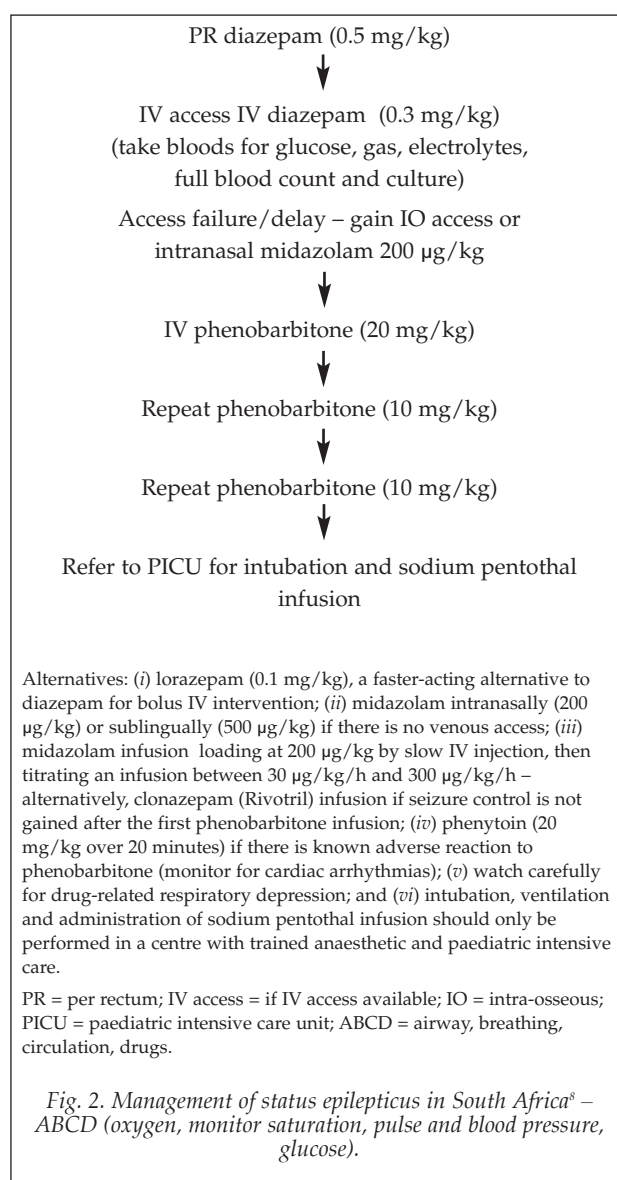 PR diazepam (0.5 mg/kg)
IV access IV diazepam (0.3 mg/kg)
(take bloods for glucose, gas, electrolytes,
full blood count and culture)
Access failure/delay – gain IO access or
intranasal midazolam 200 µg/kg
IV phenobarbitone (20 mg/kg)
Repeat phenobarbitone (10 mg/kg)
Repeat phenobarbitone (10 mg/kg)
Refer to PICU for intubation and sodium pentothal
infusion
Alternatives: (i) lorazepam (0.1 mg/kg), a faster-acting alternative to
diazepam for bolus IV intervention; (ii) midazolam intranasally (200
µg/kg) or sublingually (500 µg/kg) if there is no venous access; (iii)
midazolam infusion loading at 200 µg/kg by slow IV injection, then
titrating an infusion between 30 µg/kg/h and 300 µg/kg/h –
alternatively, clonazepam (Rivotril) infusion if seizure control is not
gained after the first phenobarbitone infusion; (iv) phenytoin (20
mg/kg over 20 minutes) if there is known adverse reaction to
phenobarbitone (monitor for cardiac arrhythmias); (v) watch carefully
for drug-related respiratory depression; and (vi) intubation, ventilation
and administration of sodium pentothal infusion should only be
performed in a centre with trained anaesthetic and paediatric intensive
care.
PR = per rectum; IV access = if IV access available; IO = intra-osseous;
PICU = paediatric intensive care unit; ABCD = airway, breathing,
circulation, drugs.
Fig. 2. Management of status epilepticus in South Africa⁸ –
ABCD (oxygen, monitor saturation, pulse and blood pressure,
glucose).